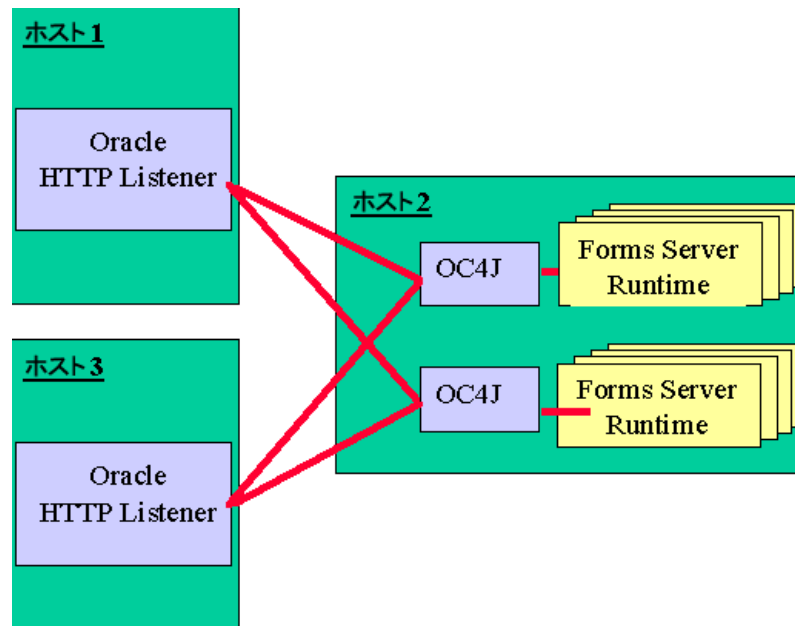 ホスト1
Oracle
HTTP Listener
ホスト2
OC4J
Forms Server
Runtime
OC4J
Forms Server
Runtime
ホスト3
Oracle
HTTP Listener